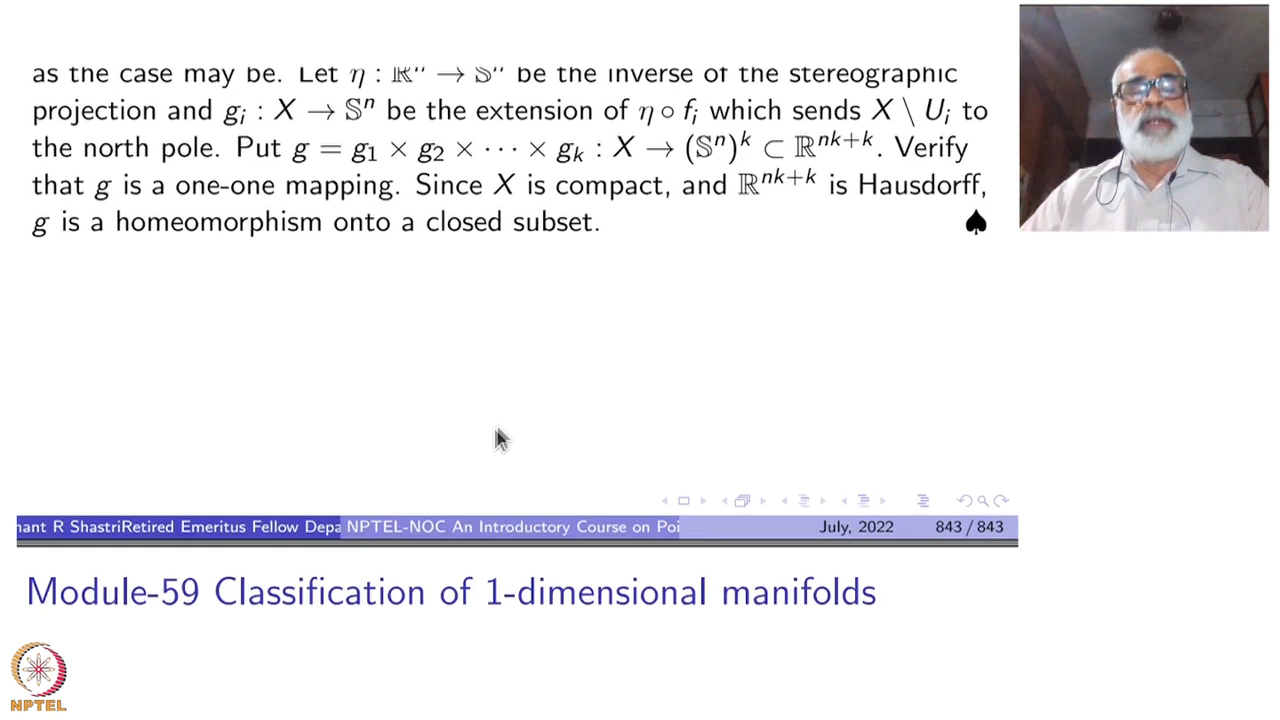 as the case may be. Let η : ℝⁿ → 𝕊ⁿ be the inverse of the stereographic
projection and gᵢ : X → 𝕊ⁿ be the extension of η ∘ fᵢ which sends X \ Uᵢ to
the north pole. Put g = g₁ × g₂ × ⋯ × gₖ : X → (𝕊ⁿ)ᵏ ⊂ ℝⁿᵏ⁺ᵏ. Verify
that g is a one-one mapping. Since X is compact, and ℝⁿᵏ⁺ᵏ is Hausdorff,
g is a homeomorphism onto a closed subset. ♠
nant R ShastriRetired Emeritus Fellow Depa NPTEL-NOC An Introductory Course on Poi July, 2022 843 / 843
Module-59 Classification of 1-dimensional manifolds
NPTEL